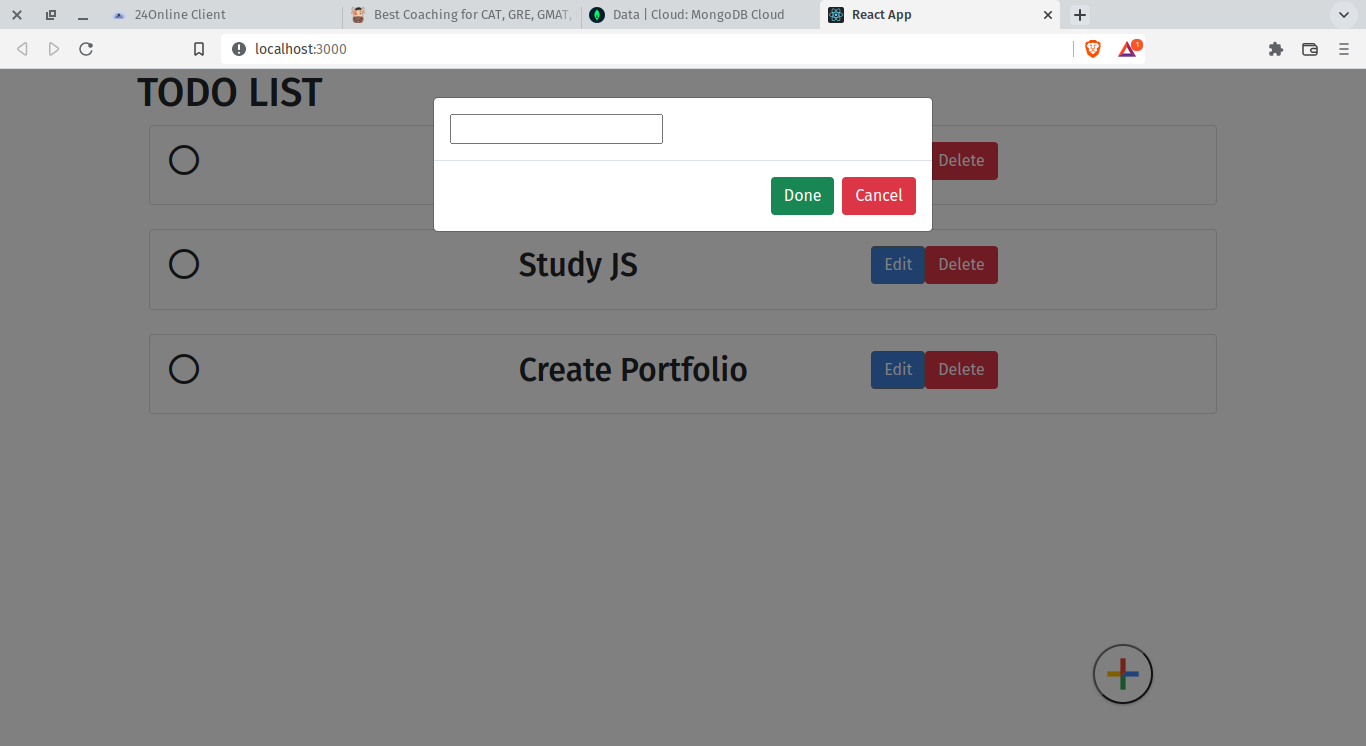 24Online Client
Best Coaching for CAT, GRE, GMAT,
Data | Cloud: MongoDB Cloud
React App
localhost:3000
1
TODO LIST
Delete
Done
Cancel
Study JS
Edit
Delete
Create Portfolio
Edit
Delete